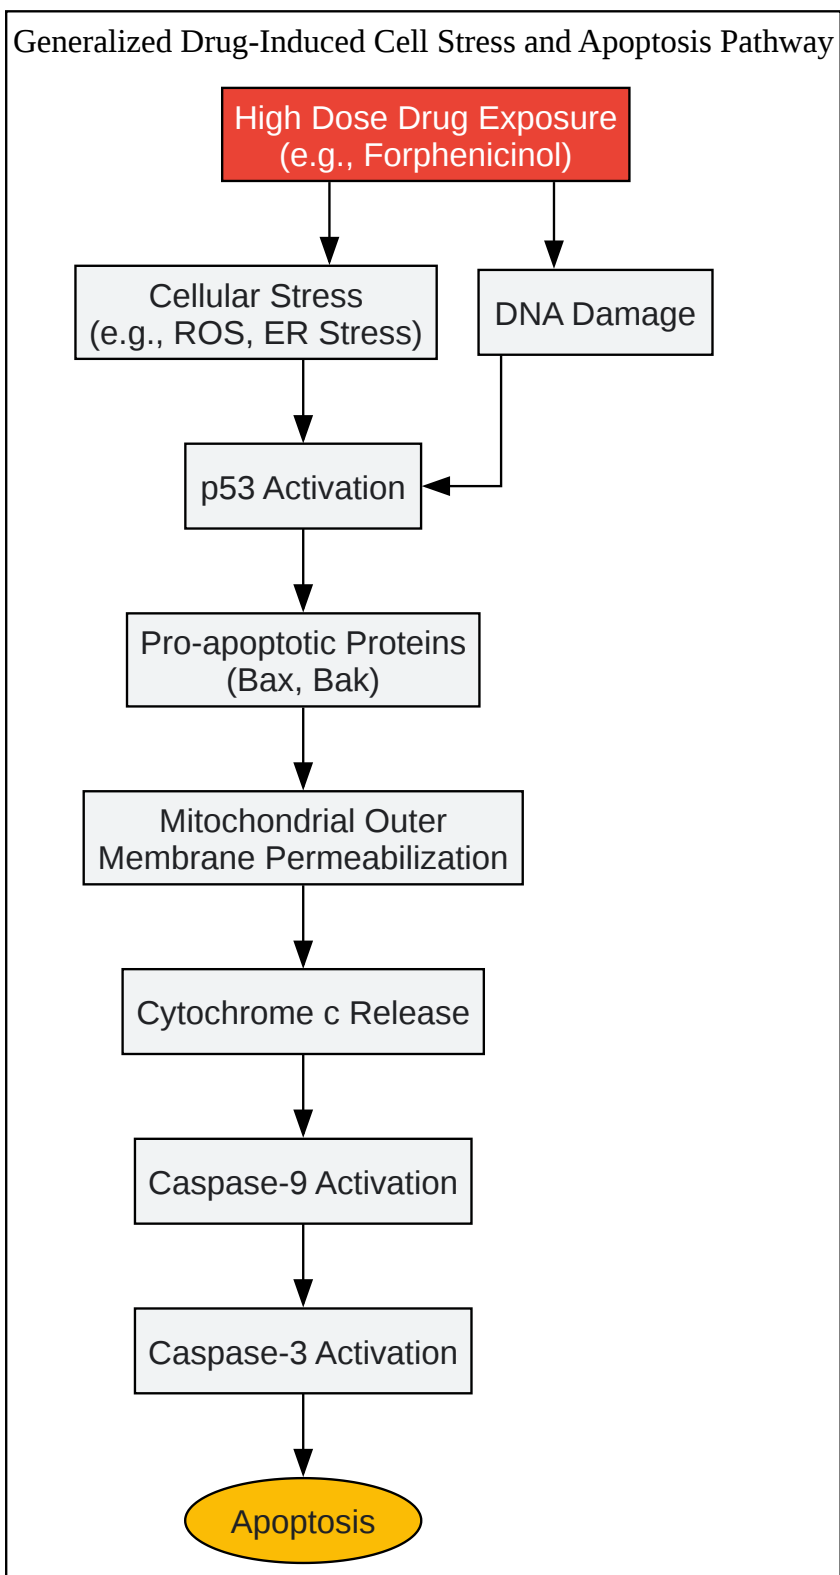 Generalized Drug-Induced Cell Stress and Apoptosis Pathway
High Dose Drug Exposure
(e.g., Forphenicinol)
Cellular Stress
(e.g., ROS, ER Stress)
DNA Damage
p53 Activation
Pro-apoptotic Proteins
(Bax, Bak)
Mitochondrial Outer
Membrane Permeabilization
Cytochrome c Release
Caspase-9 Activation
Caspase-3 Activation
Apoptosis